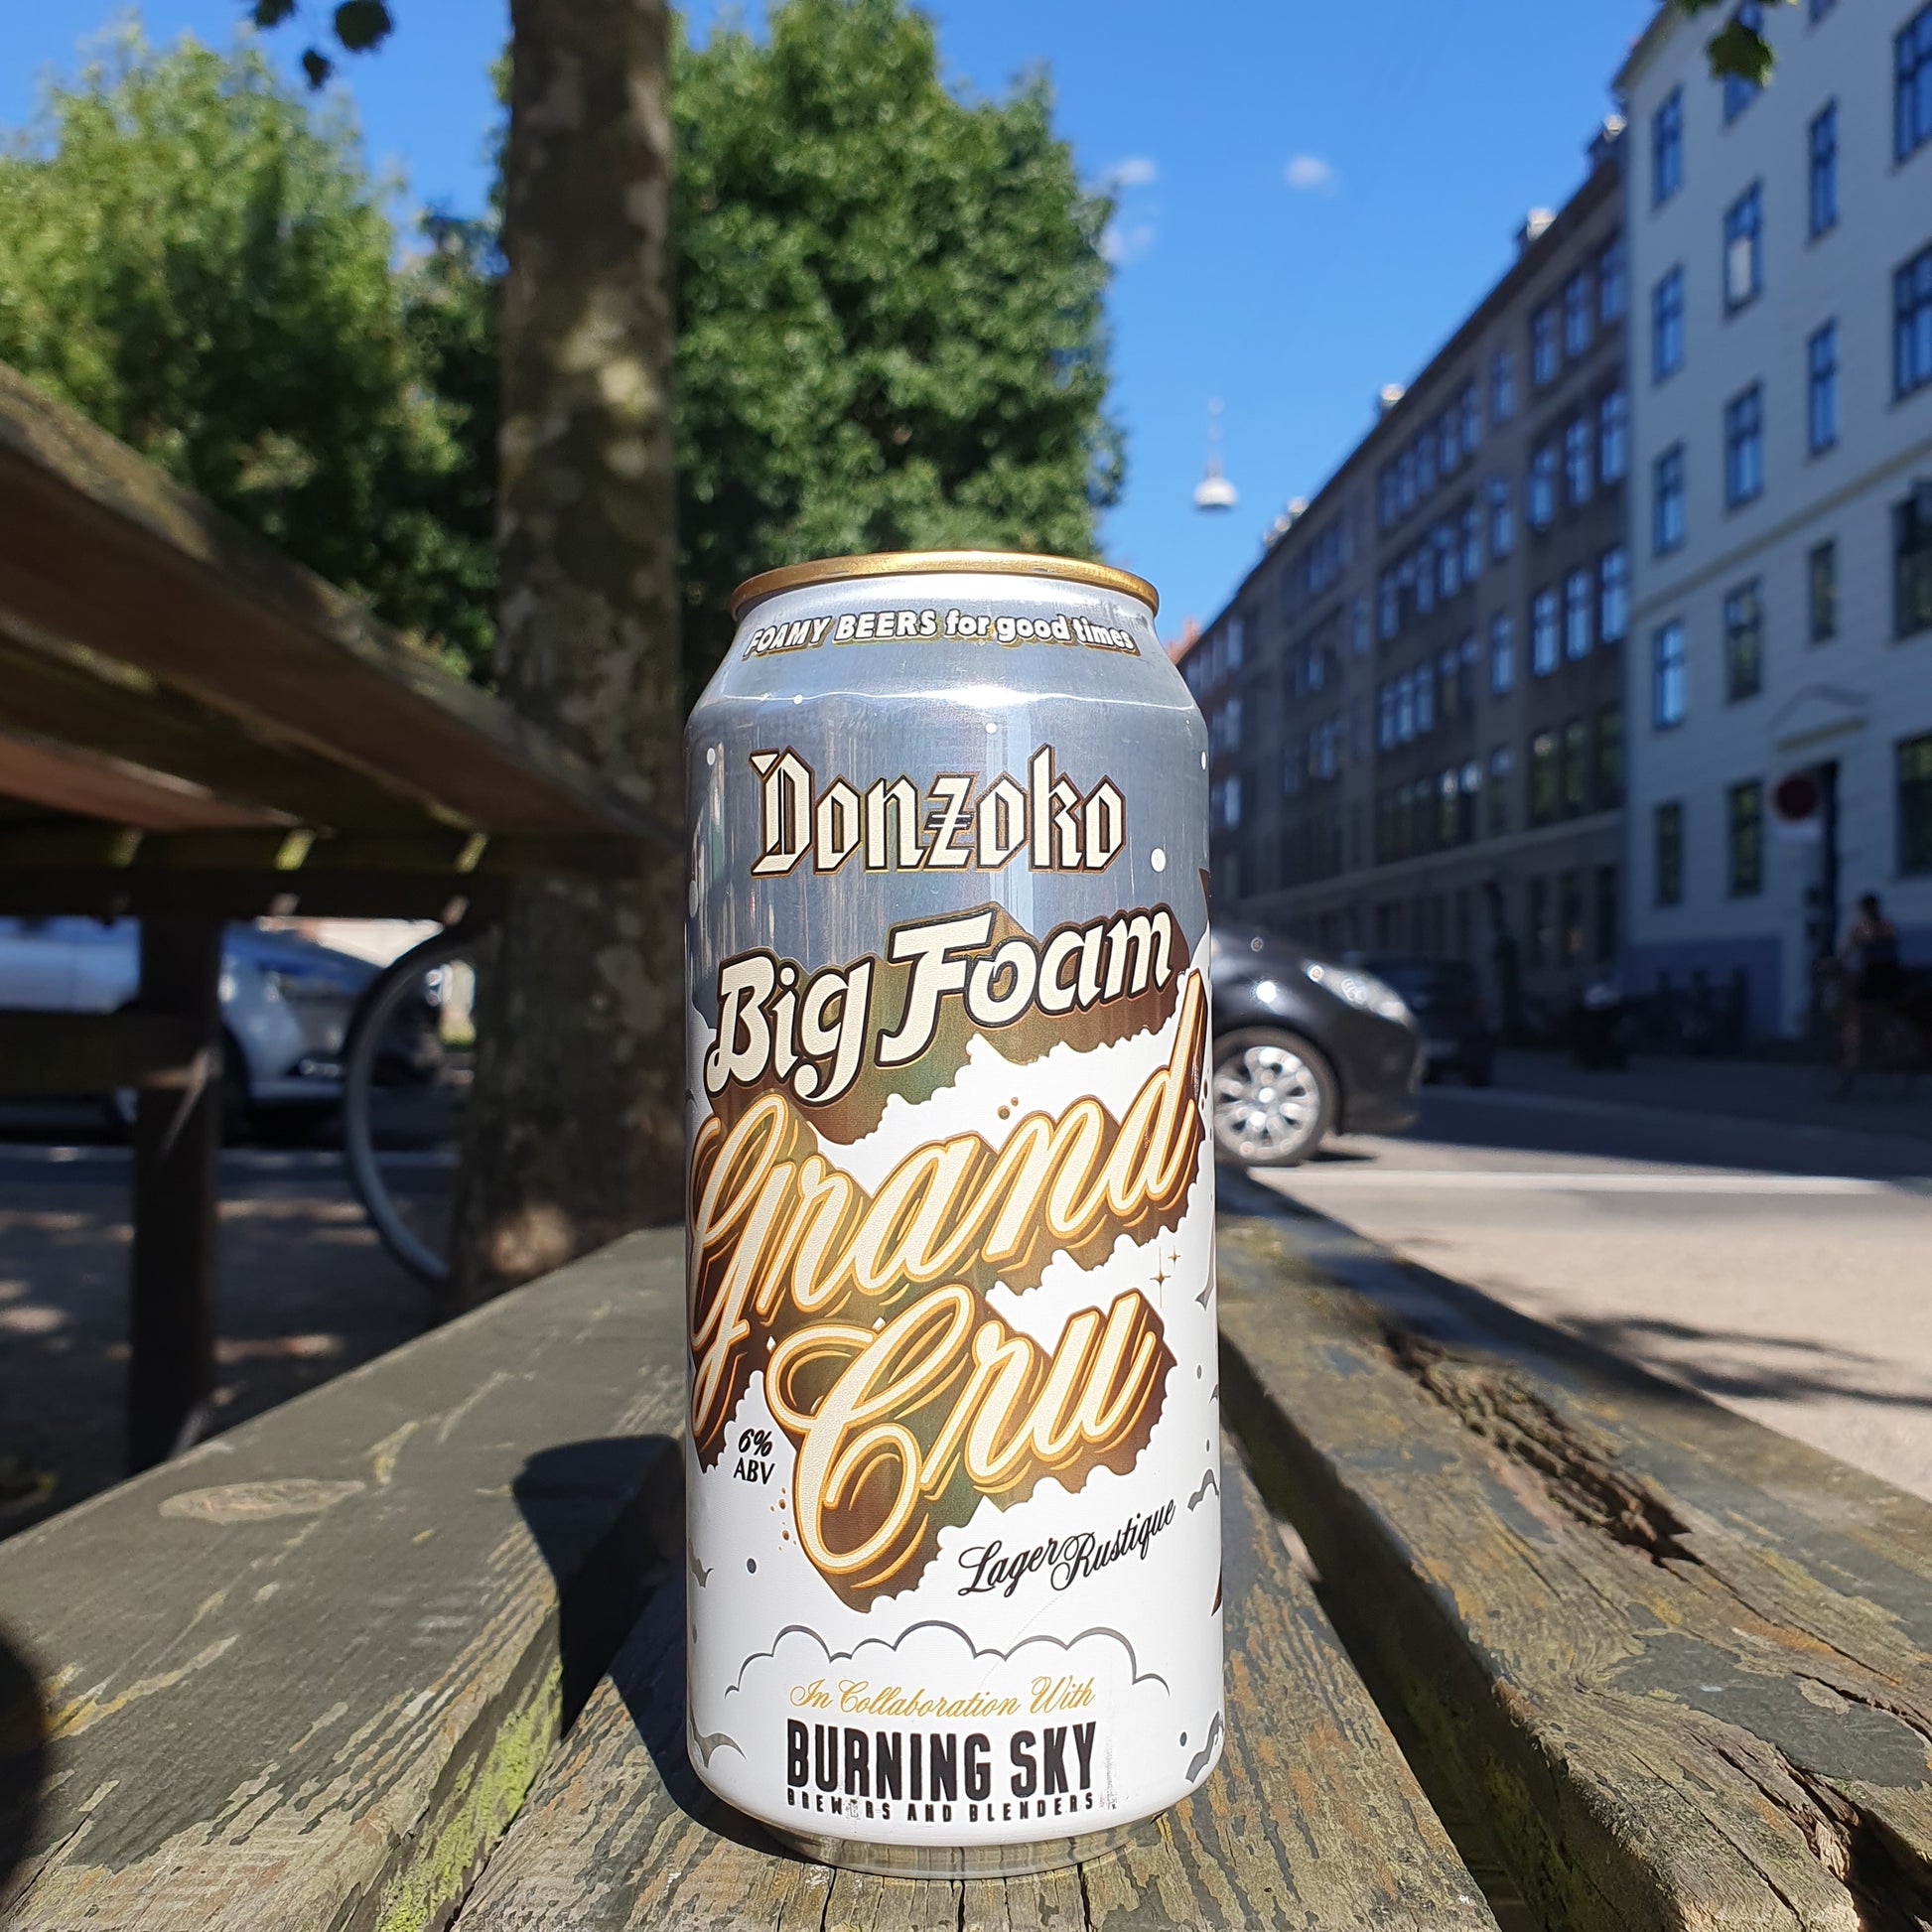 FOAMY BEERS for good times
Donzoko
Big Foam
Grand
Cru
6%
ABV
Lager Rustique
In Collaboration With
BURNING SKY
BREWERS AND BLENDERS